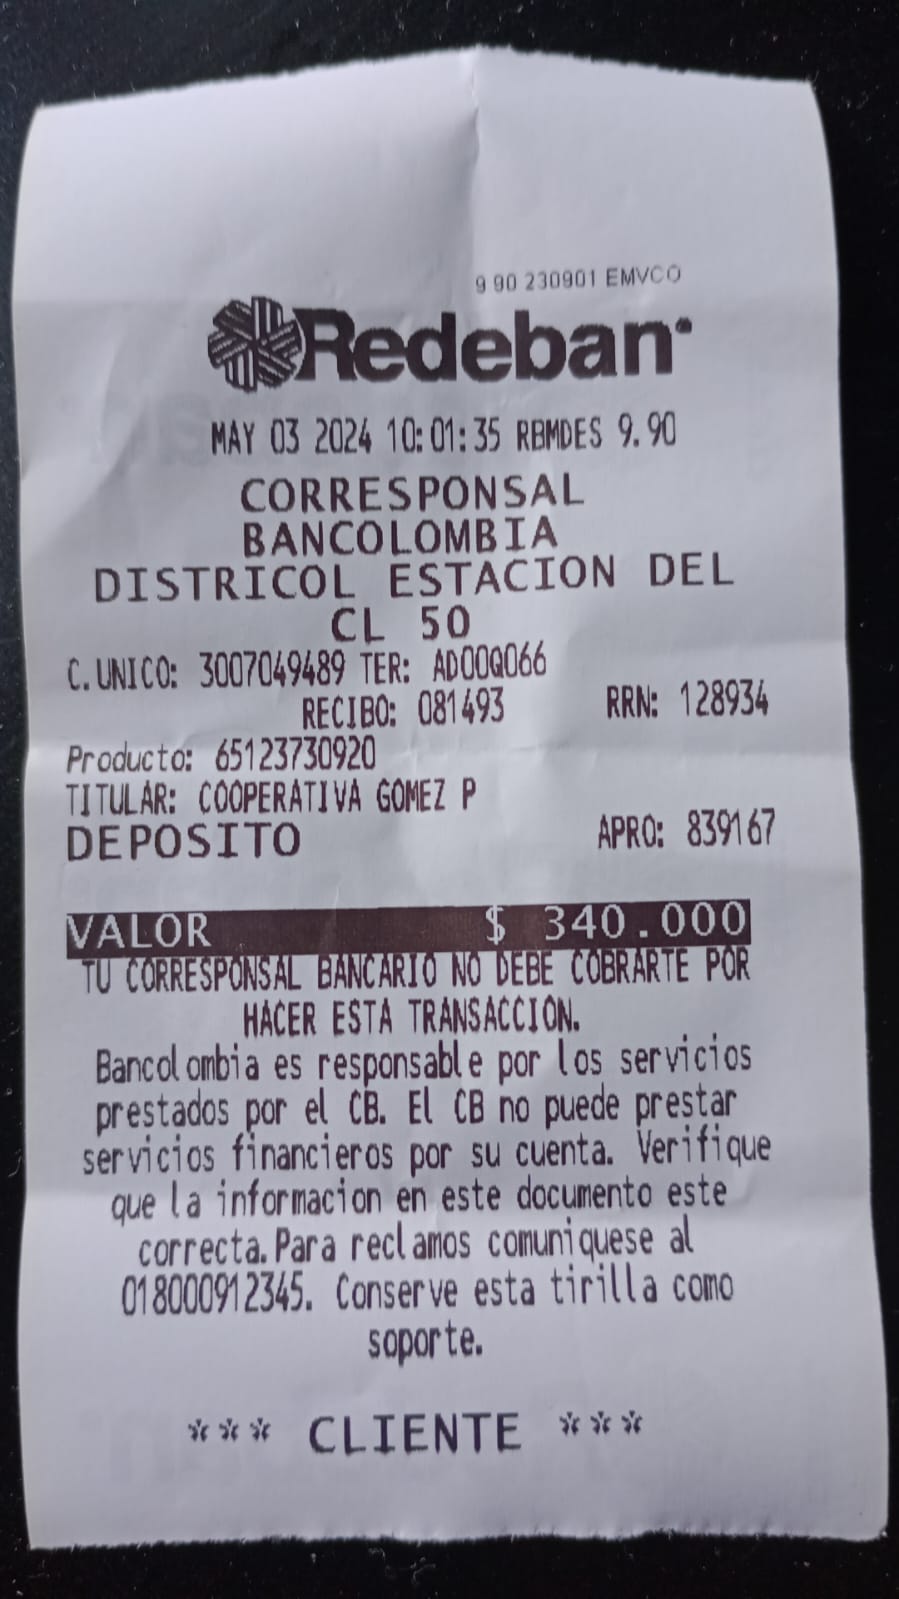 9 90 230901 EMVCO
Redeban
MAY 03 2024 10:01:35 RBMDES 9.90
CORRESPONSAL
BANCOLOMBIA
DISTRICOL ESTACION DEL
CL 50
C.UNICO: 3007049489 TER: AD00Q066
RECIBO: 081493 RRN: 128934
Producto: 65123730920
TITULAR: COOPERATIVA GOMEZ P
DEPOSITO APRO: 839167
VALOR $ 340.000
TU CORRESPONSAL BANCARIO NO DEBE COBRARTE POR
HACER ESTA TRANSACCION.
Bancolombia es responsable por los servicios
prestados por el CB. El CB no puede prestar
servicios financieros por su cuenta. Verifique
que la informacion en este documento este
correcta. Para reclamos comuniquese al
018000912345. Conserve esta tirilla como
soporte.
*** CLIENTE ***